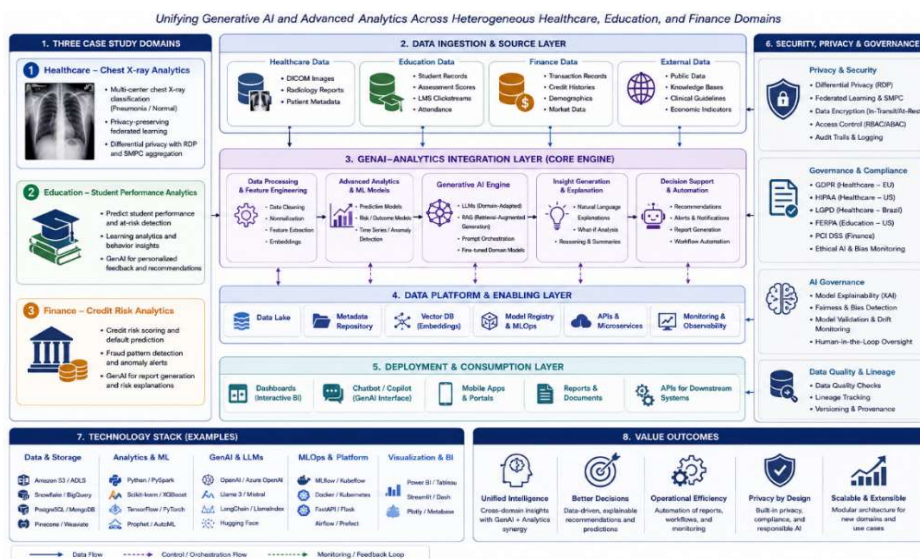 Unifying Generative AI and Advanced Analytics Across Heterogeneous Healthcare, Education, and Finance Domains
1. THREE CASE STUDY DOMAINS
1 Healthcare – Chest X-ray Analytics
• Multi-center chest X-ray
classification
(Pneumonia / Normal)
• Privacy-preserving
federated learning
• Differential privacy with RDP
and SMPC aggregation
2 Education – Student Performance Analytics
• Predict student performance
and at-risk detection
• Learning analytics and
behavior insights
• GenAI for personalized
feedback and recommendations
3 Finance – Credit Risk Analytics
• Credit risk scoring and
default prediction
• Fraud pattern detection
and anomaly alerts
• GenAI for report generation
and risk explanations
2. DATA INGESTION & SOURCE LAYER
Healthcare Data
• DICOM Images
• Radiology Reports
• Patient Metadata
Education Data
• Student Records
• Assessment Scores
• LMS Clickstreams
• Attendance
Finance Data
• Transaction Records
• Credit Histories
• Demographics
• Market Data
External Data
• Public Data
• Knowledge Bases
• Clinical Guidelines
• Economic Indicators
3. GENAI–ANALYTICS INTEGRATION LAYER (CORE ENGINE)
Data Processing
& Feature Engineering
• Data Cleaning
• Normalization
• Feature Extraction
• Embeddings
Advanced Analytics
& ML Models
• Predictive Models
• Risk / Outcome Models
• Time Series / Anomaly
Detection
Generative AI Engine
• LLMs (Domain-Adapted)
• RAG (Retrieval-Augmented
Generation)
• Prompt Orchestration
• Fine-tuned Domain Models
Insight Generation
& Explanation
• Natural Language
Explanations
• What-if Analysis
• Reasoning & Summaries
Decision Support
& Automation
• Recommendations
• Alerts & Notifications
• Report Generation
• Workflow Automation
4. DATA PLATFORM & ENABLING LAYER
Data Lake
Metadata
Repository
Vector DB
(Embeddings)
Model Registry
& MLOps
APIs &
Microservices
Monitoring &
Observability
5. DEPLOYMENT & CONSUMPTION LAYER
Dashboards
(Interactive BI)
Chatbot / Copilot
(GenAI Interface)
Mobile Apps
& Portals
Reports &
Documents
APIs for Downstream
Systems
6. SECURITY, PRIVACY & GOVERNANCE
Privacy & Security
• Differential Privacy (RDP)
• Federated Learning & SMPC
• Data Encryption (In-Transit/At-Res
• Access Control (RBAC/ABAC)
• Audit Trails & Logging
Governance & Compliance
• GDPR (Healthcare – EU)
• HIPAA (Healthcare – US)
• LGPD (Healthcare – Brazil)
• FERPA (Education – US)
• PCI DSS (Finance)
• Ethical AI & Bias Monitoring
AI Governance
• Model Explainability (XAI)
• Fairness & Bias Detection
• Model Validation & Drift
Monitoring
• Human-in-the-Loop Oversight
Data Quality & Lineage
• Data Quality Checks
• Lineage Tracking
• Versioning & Provenance
7. TECHNOLOGY STACK (EXAMPLES)
Data & Storage
Amazon S3 / ADLS
Snowflake / BigQuery
PostgreSQL / MongoDB
Pinecone / Weaviate
Analytics & ML
Python / PySpark
Scikit-learn / XGBoost
TensorFlow / PyTorch
Prophet / AutoML
GenAI & LLMs
OpenAI / Azure OpenAI
Llama 3 / Mistral
LangChain / LlamaIndex
Hugging Face
MLOps & Platform
MLflow / Kubeflow
Docker / Kubernetes
FastAPI / Flask
Airflow / Prefect
Visualization & BI
Power BI / Tableau
Streamlit / Dash
Plotly / Metabase
8. VALUE OUTCOMES
Unified Intelligence
Cross-domain insights
with GenAI + Analytics
synergy
Better Decisions
Data-driven, explainable
recommendations and
predictions
Operational Efficiency
Automation of reports,
workflows, and
monitoring
Privacy by Design
Built-in privacy,
compliance, and
responsible AI
Scalable & Extensible
Modular architecture for
new domains and
use cases
Data Flow
Control / Orchestration Flow
Monitoring / Feedback Loop